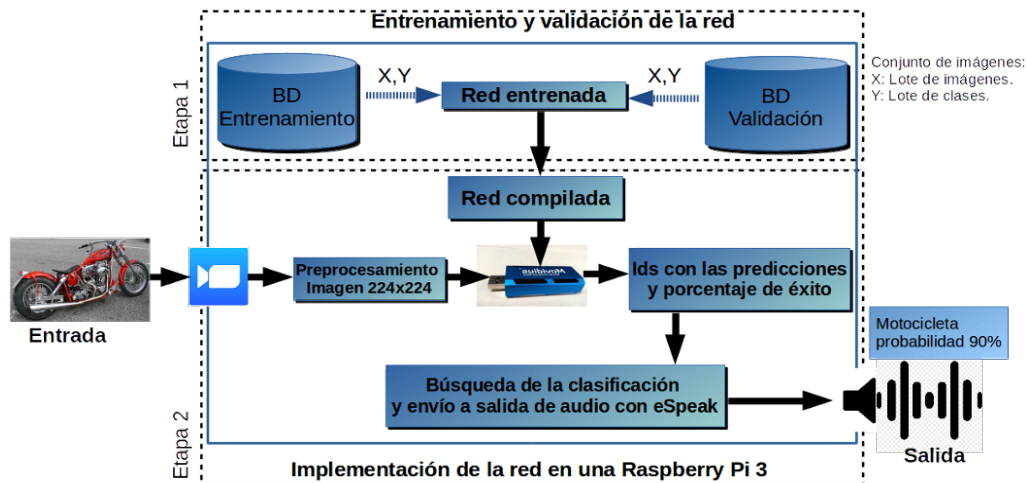 Entrenamiento y validación de la red
Etapa 1
BD
Entrenamiento
X,Y
Red entrenada
X,Y
BD
Validación
Conjunto de imágenes:
X: Lote de imágenes.
Y: Lote de clases.
Red compilada
Entrada
Preprocesamiento
Imagen 224x224
Movidius
Ids con las predicciones
y porcentaje de éxito
Motocicleta
probabilidad 90%
Búsqueda de la clasificación
y envío a salida de audio con eSpeak
Salida
Etapa 2
Implementación de la red en una Raspberry Pi 3